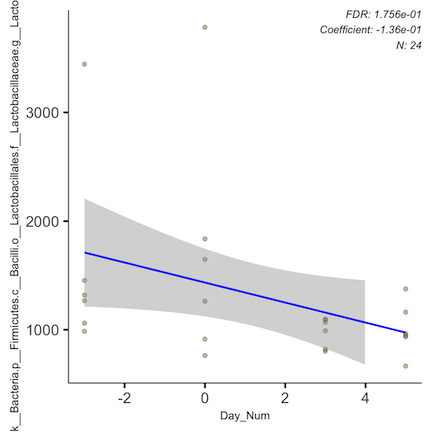 FDR: 1.756e-01
Coefficient: -1.36e-01
N: 24
k__Bacteria.p__Firmicutes.c__Bacilli.o__Lactobacillales.f__Lactobacillaceae.g__Lacto
3000
2000
1000
-2 0 2 4
Day_Num